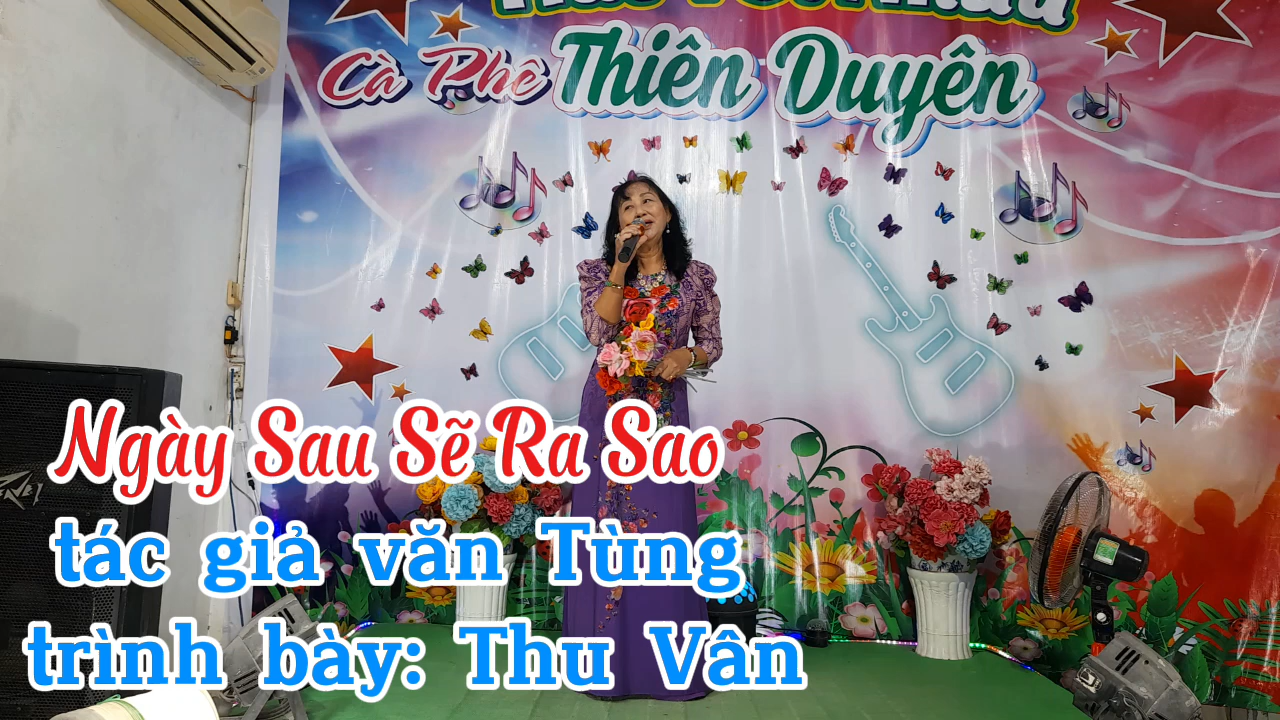 Cà Phê Thiên Duyên
Ngày Sau Sẽ Ra Sao
tác giả văn Tùng
trình bày: Thu Vân